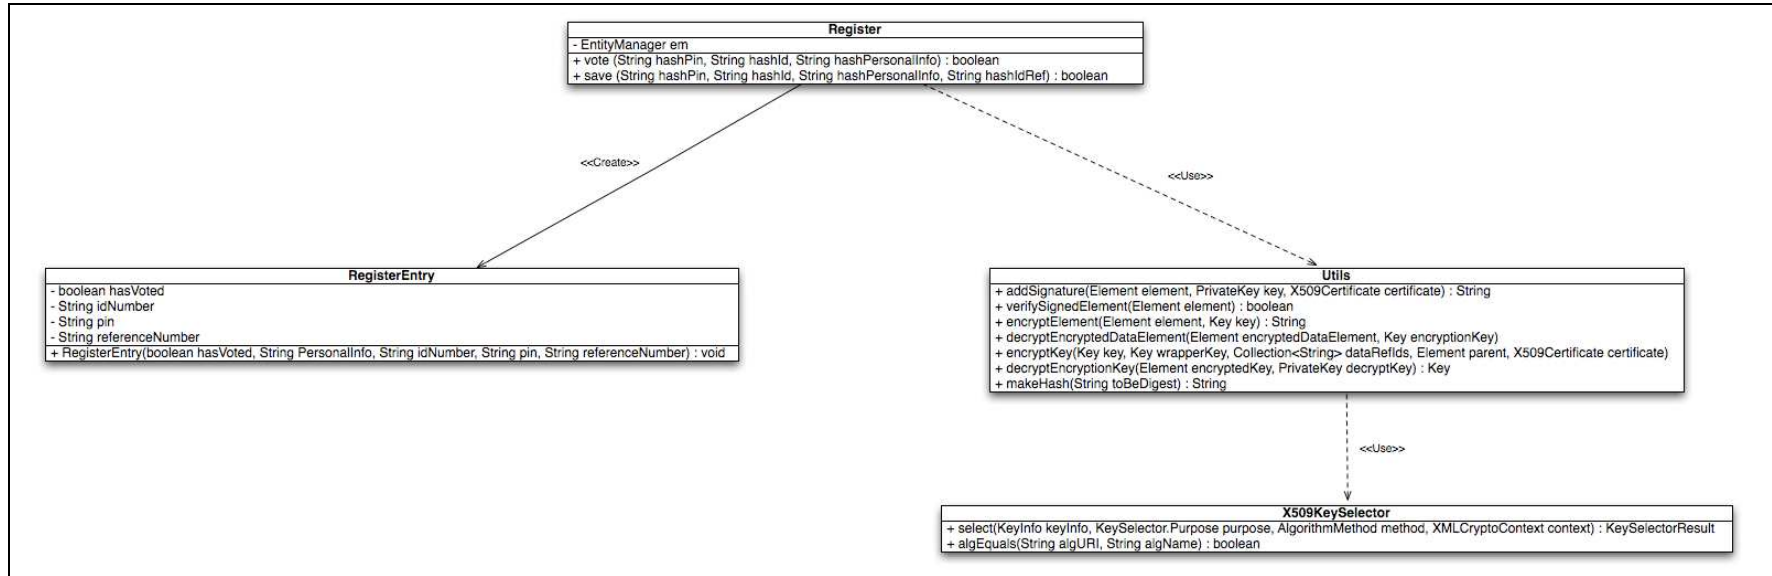 Register
- EntityManager em
+ vote (String hashPin, String hashId, String hashPersonalInfo) : boolean
+ save (String hashPin, String hashId, String hashPersonalInfo, String hashIdRef) : boolean
<<Create>>
<<Use>>
RegisterEntry
- boolean hasVoted
- String idNumber
- String pin
- String referenceNumber
+ RegisterEntry(boolean hasVoted, String PersonalInfo, String idNumber, String pin, String referenceNumber) : void
Utils
+ addSignature(Element element, PrivateKey key, X509Certificate certificate) : String
+ verifySignedElement(Element element) : boolean
+ encryptElement(Element element, Key key) : String
+ decryptEncryptedDataElement(Element encryptedDataElement, Key encryptionKey)
+ encryptKey(Key key, Key wrapperKey, Collection<String> dataRefIds, Element parent, X509Certificate certificate)
+ decryptEncryptionKey(Element encryptedKey, PrivateKey decryptKey) : Key
+ makeHash(String toBeDigest) : String
<<Use>>
X509KeySelector
+ select(KeyInfo keyInfo, KeySelector.Purpose purpose, AlgorithmMethod method, XMLCryptoContext context) : KeySelectorResult
+ algEquals(String algURI, String algName) : boolean